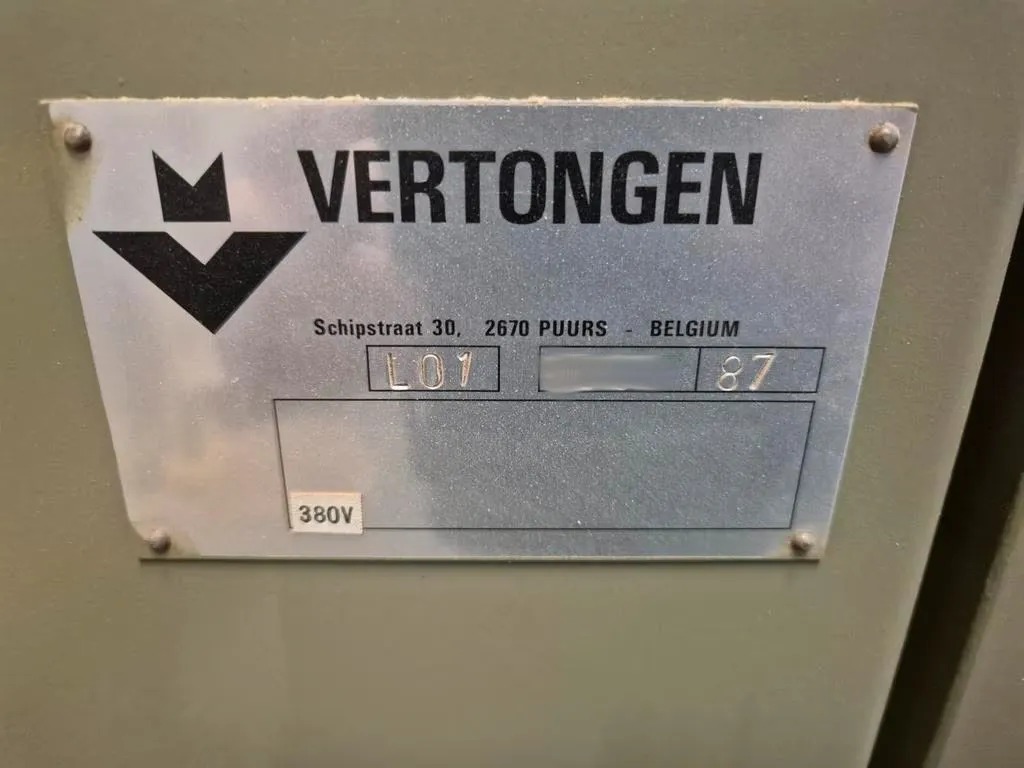 VERTONGEN
Schipstraat 30, 2670 PUURS - BELGIUM
L01 87
380V